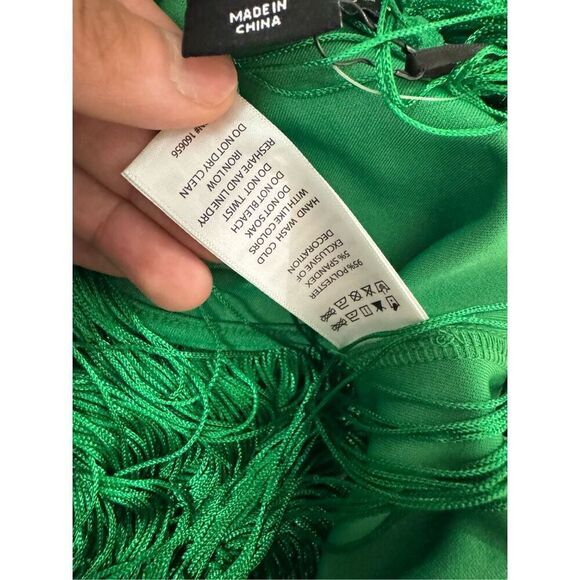 MADE IN
CHINA
95% POLYESTER
5% SPANDEX
EXCLUSIVE OF
DECORATION
HAND WASH COLD
WITH LIKE COLORS
DO NOT SOAK
DO NOT BLEACH
DO NOT TWIST
RESHAPE AND LINE DRY
IRON LOW
DO NOT DRY CLEAN
160656